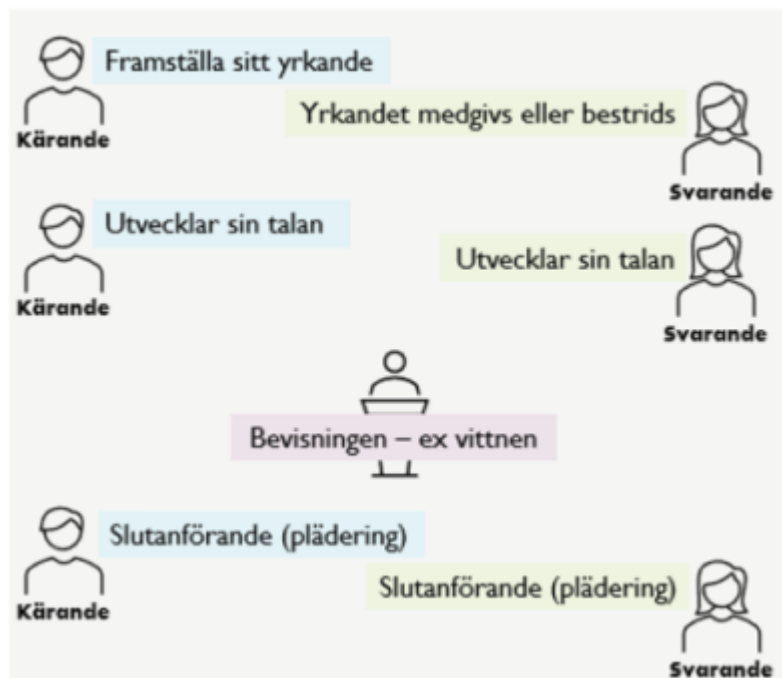 Framställa sitt yrkande
Kärande
Yrkandet medgivs eller bestrids
Svarande
Utvecklar sin talan
Kärande
Utvecklar sin talan
Svarande
Bevisningen – ex vittnen
Slutanförande (plädering)
Kärande
Slutanförande (plädering)
Svarande